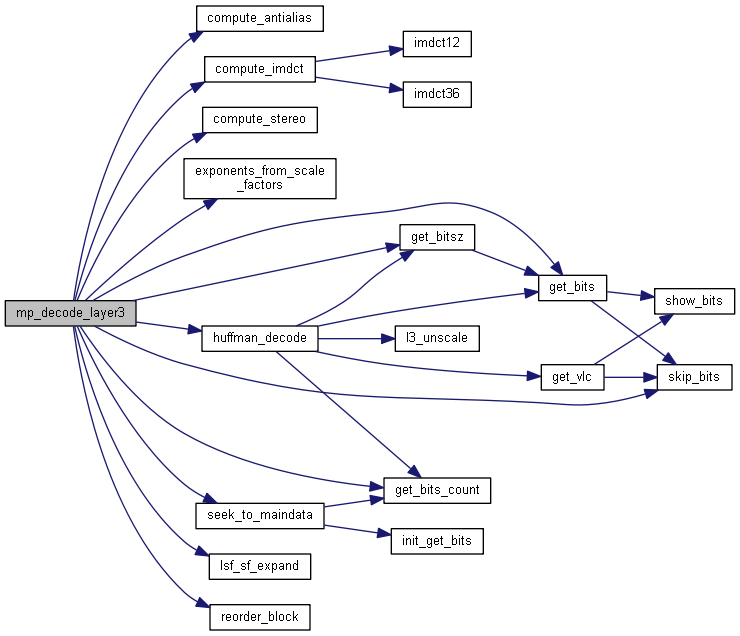 compute_antialias
imdct12
compute_imdct
imdct36
compute_stereo
exponents_from_scale
_factors
get_bitsz
get_bits
show_bits
mp_decode_layer3
huffman_decode
l3_unscale
get_vlc
skip_bits
get_bits_count
seek_to_maindata
init_get_bits
lsf_sf_expand
reorder_block